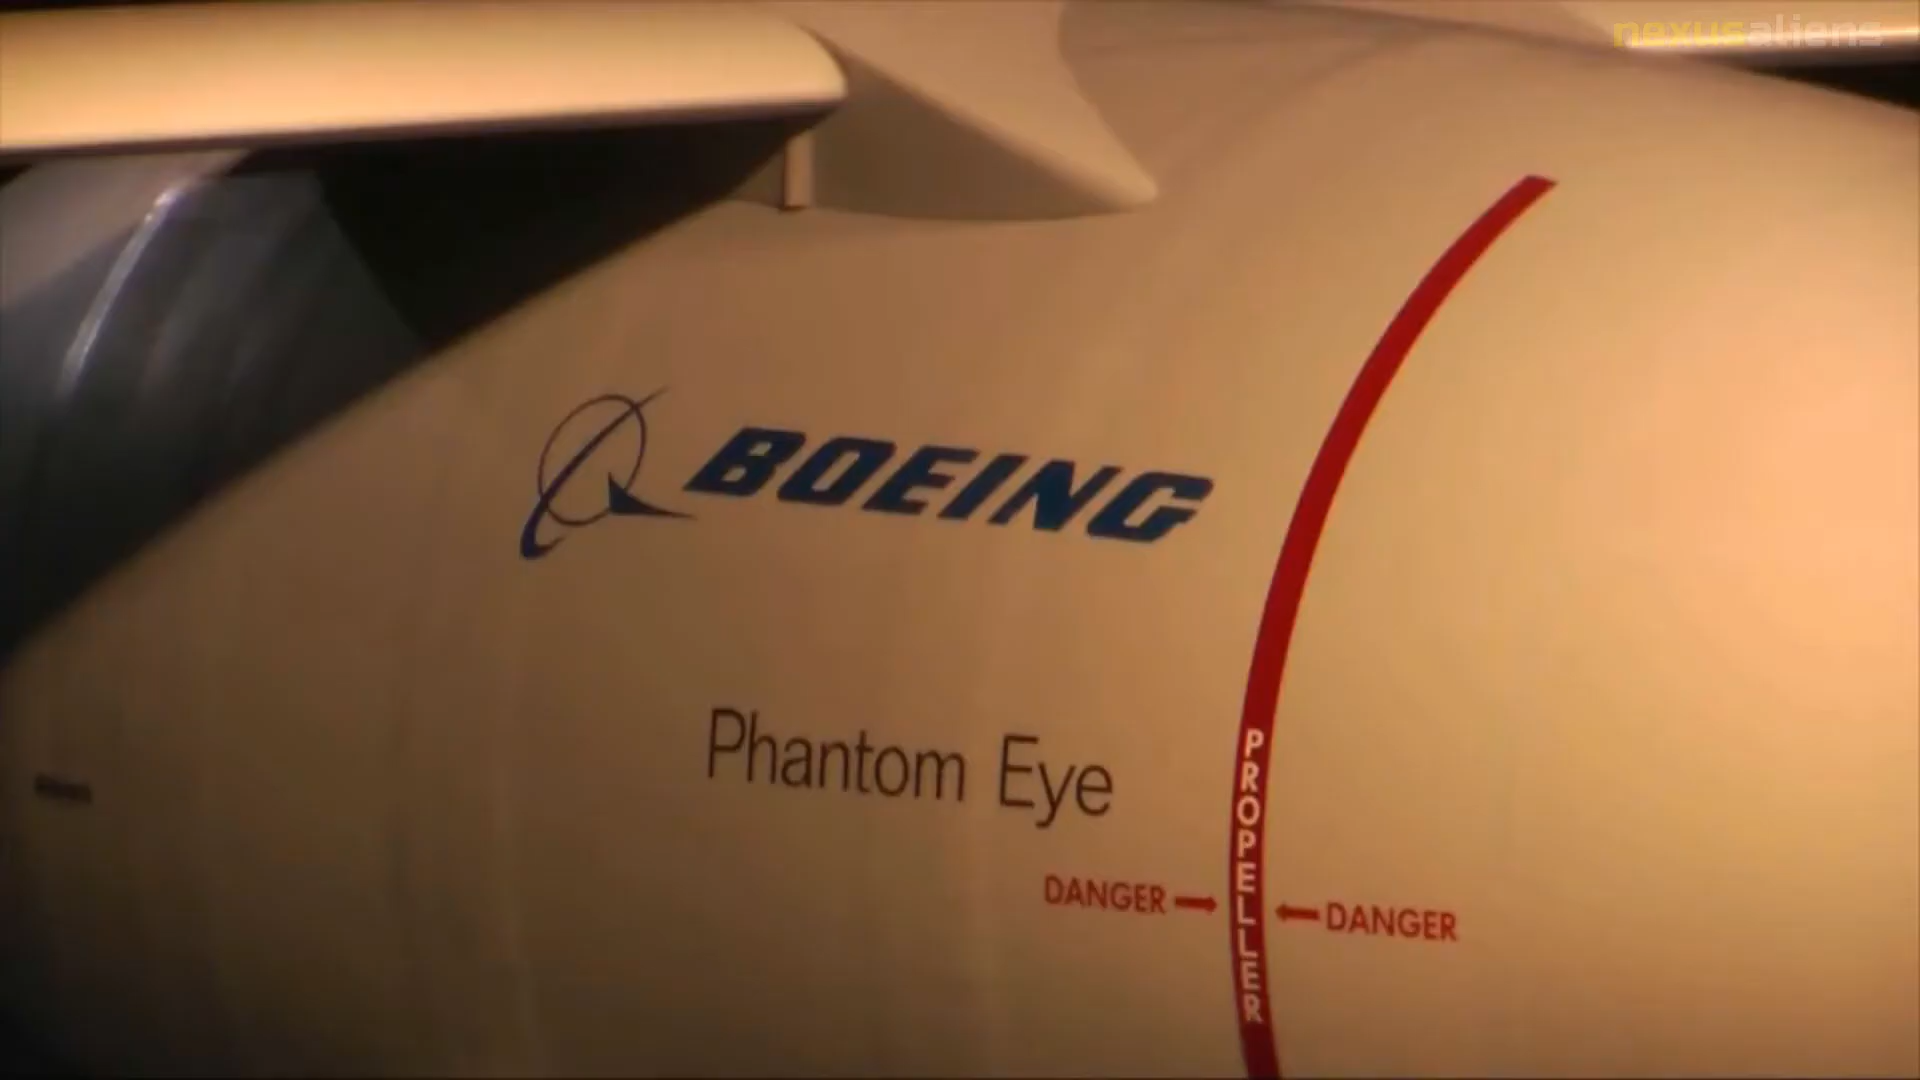 nexusaliens
BOEING
Phantom Eye
PROPELLER
DANGER
DANGER